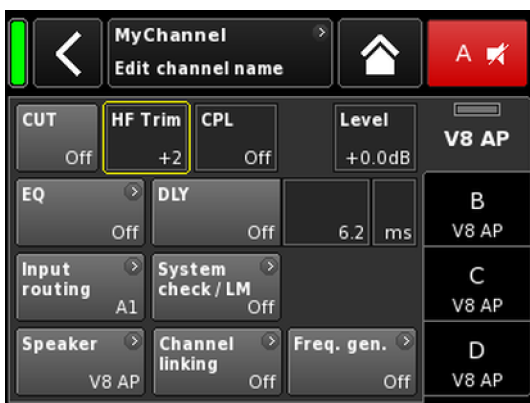 MyChannel
Edit channel name
A
CUT
Off
HF Trim
+2
CPL
Off
Level
+0.0dB
V8 AP
EQ
Off
DLY
Off
6.2
ms
B
V8 AP
Input
routing
A1
System
check / LM
Off
C
V8 AP
Speaker
V8 AP
Channel
linking
Off
Freq. gen.
Off
D
V8 AP